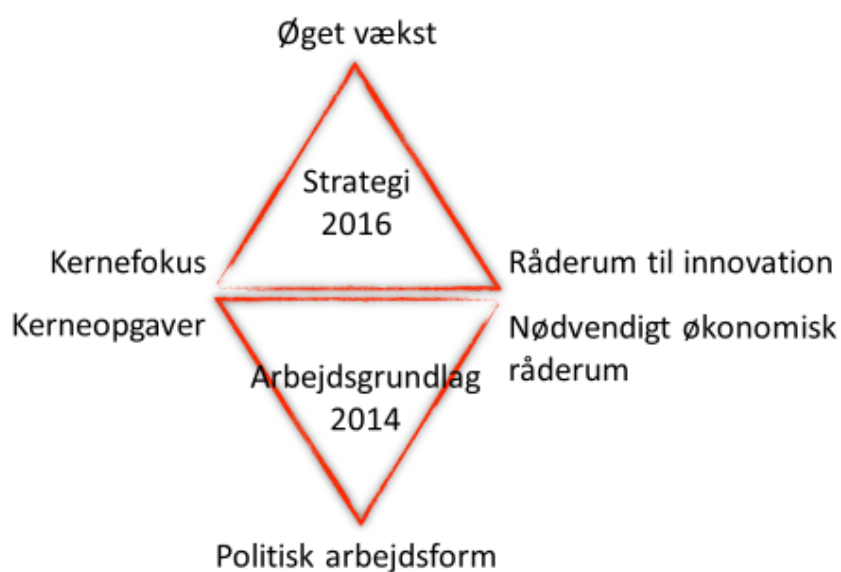 Øget vækst
Strategi
2016
Kernefokus
Råderum til innovation
Kerneopgaver
Nødvendigt økonomisk
råderum
Arbejdsgrundlag
2014
Politisk arbejdsform